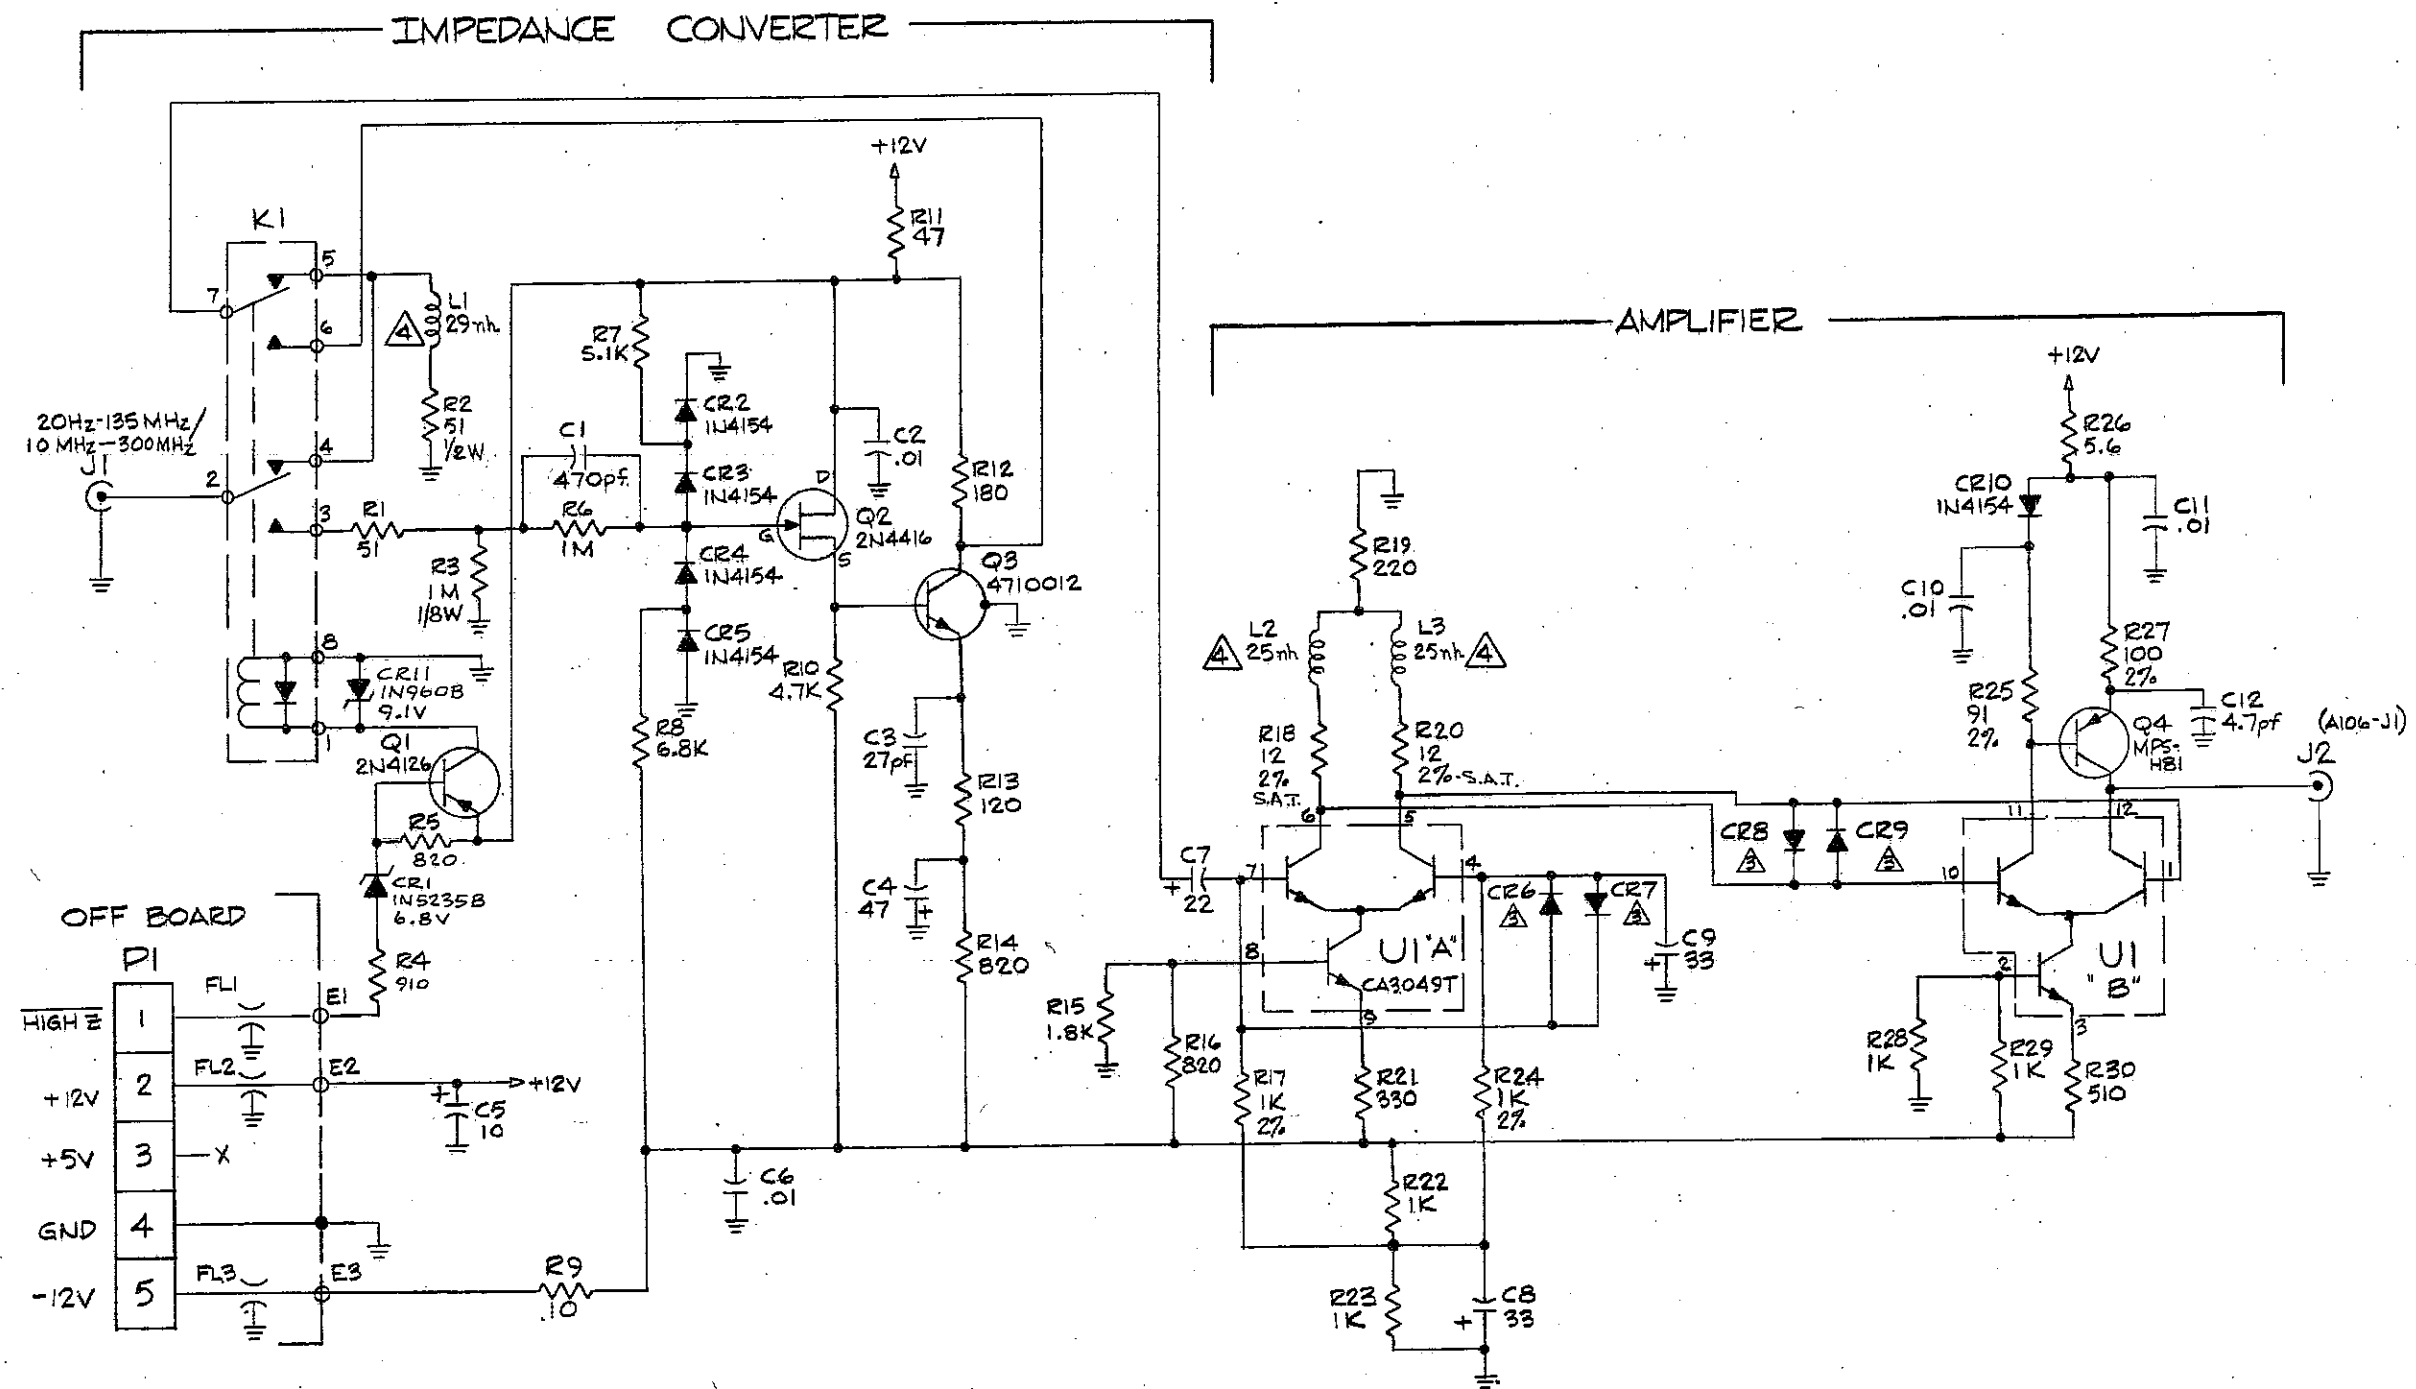 IMPEDANCE CONVERTER
AMPLIFIER
+12V
R11
47
K1
5
7
6
4
2
3
8
1
L1
29nh
4
R2
51
1/2W
20Hz-135MHz/
10MHz-300MHz
J1
R1
51
R3
1M
1/8W
C1
470pf
R6
1M
R7
5.1K
CR2
1N4154
CR3
1N4154
CR4
1N4154
CR5
1N4154
D
G
S
Q2
2N4416
C2
.01
R12
180
Q3
4710012
R10
4.7K
R8
6.8K
C3
27pf
R13
120
C4
47
+
R14
820
CR11
1N960B
9.1V
Q1
2N4126
R5
820
CR1
1N5235B
6.8V
R4
910
OFF BOARD
P1
HIGH Z
1
FL1
E1
+12V
2
FL2
E2
+12V
+
C5
10
+5V
3
X
GND
4
-12V
5
FL3
E3
R9
10
C6
.01
R19
220
4
L2
25nh
L3
25nh
4
R18
12
2%
S.A.T.
R20
12
2%-S.A.T.
6
5
C7
+
22
7
4
8
9
U1 "A"
CA3049T
R15
1.8K
R16
820
R17
1K
2%
R21
330
R24
1K
2%
CR6
3
CR7
3
C9
+
33
R22
1K
R23
1K
C8
+
33
+12V
R26
5.6
CR10
1N4154
C11
.01
C10
.01
R27
100
2%
R25
91
2%
Q4
MPS-
H81
C12
4.7pf
(A106-J1)
J2
CR8
3
CR9
3
11
12
10
1
2
3
U1
"B"
R28
1K
R29
1K
R30
510